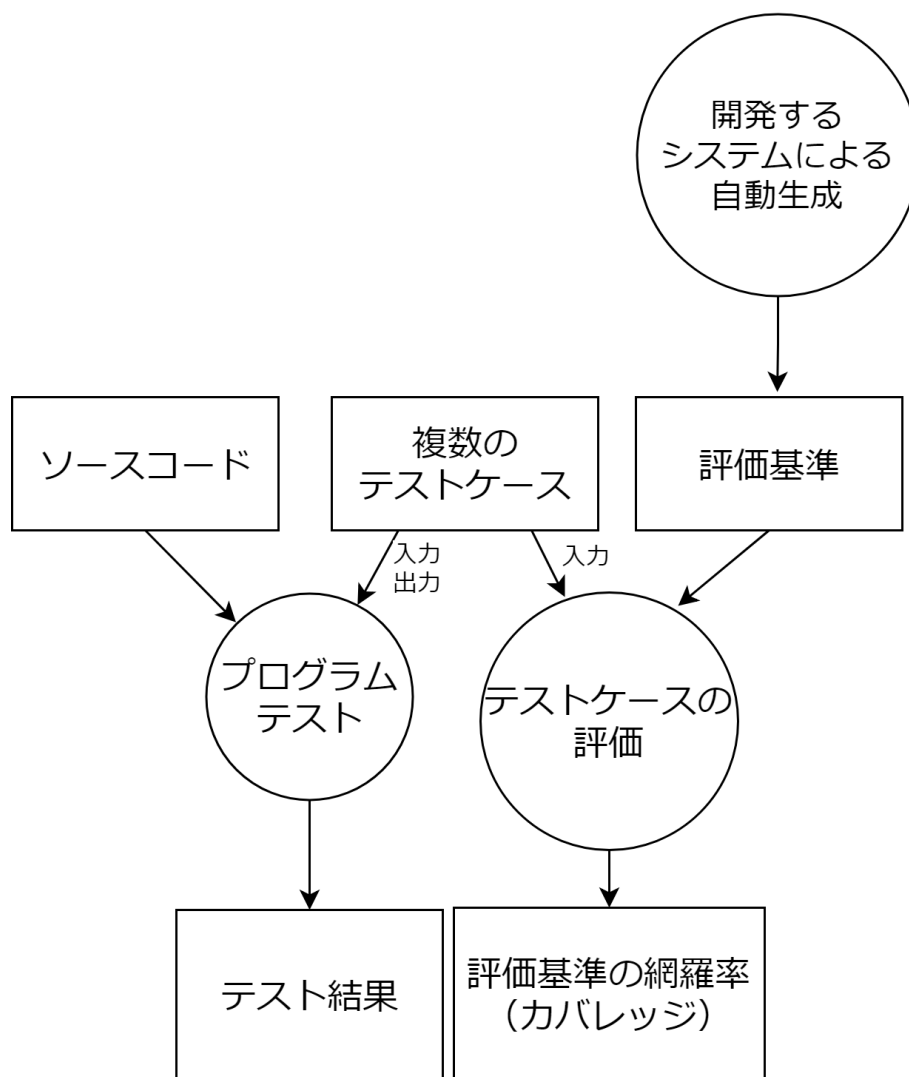 開発する
システムによる
自動生成
ソースコード
複数の
テストケース
評価基準
入力
出力
入力
プログラム
テスト
テストケースの
評価
テスト結果
評価基準の網羅率
（カバレッジ）